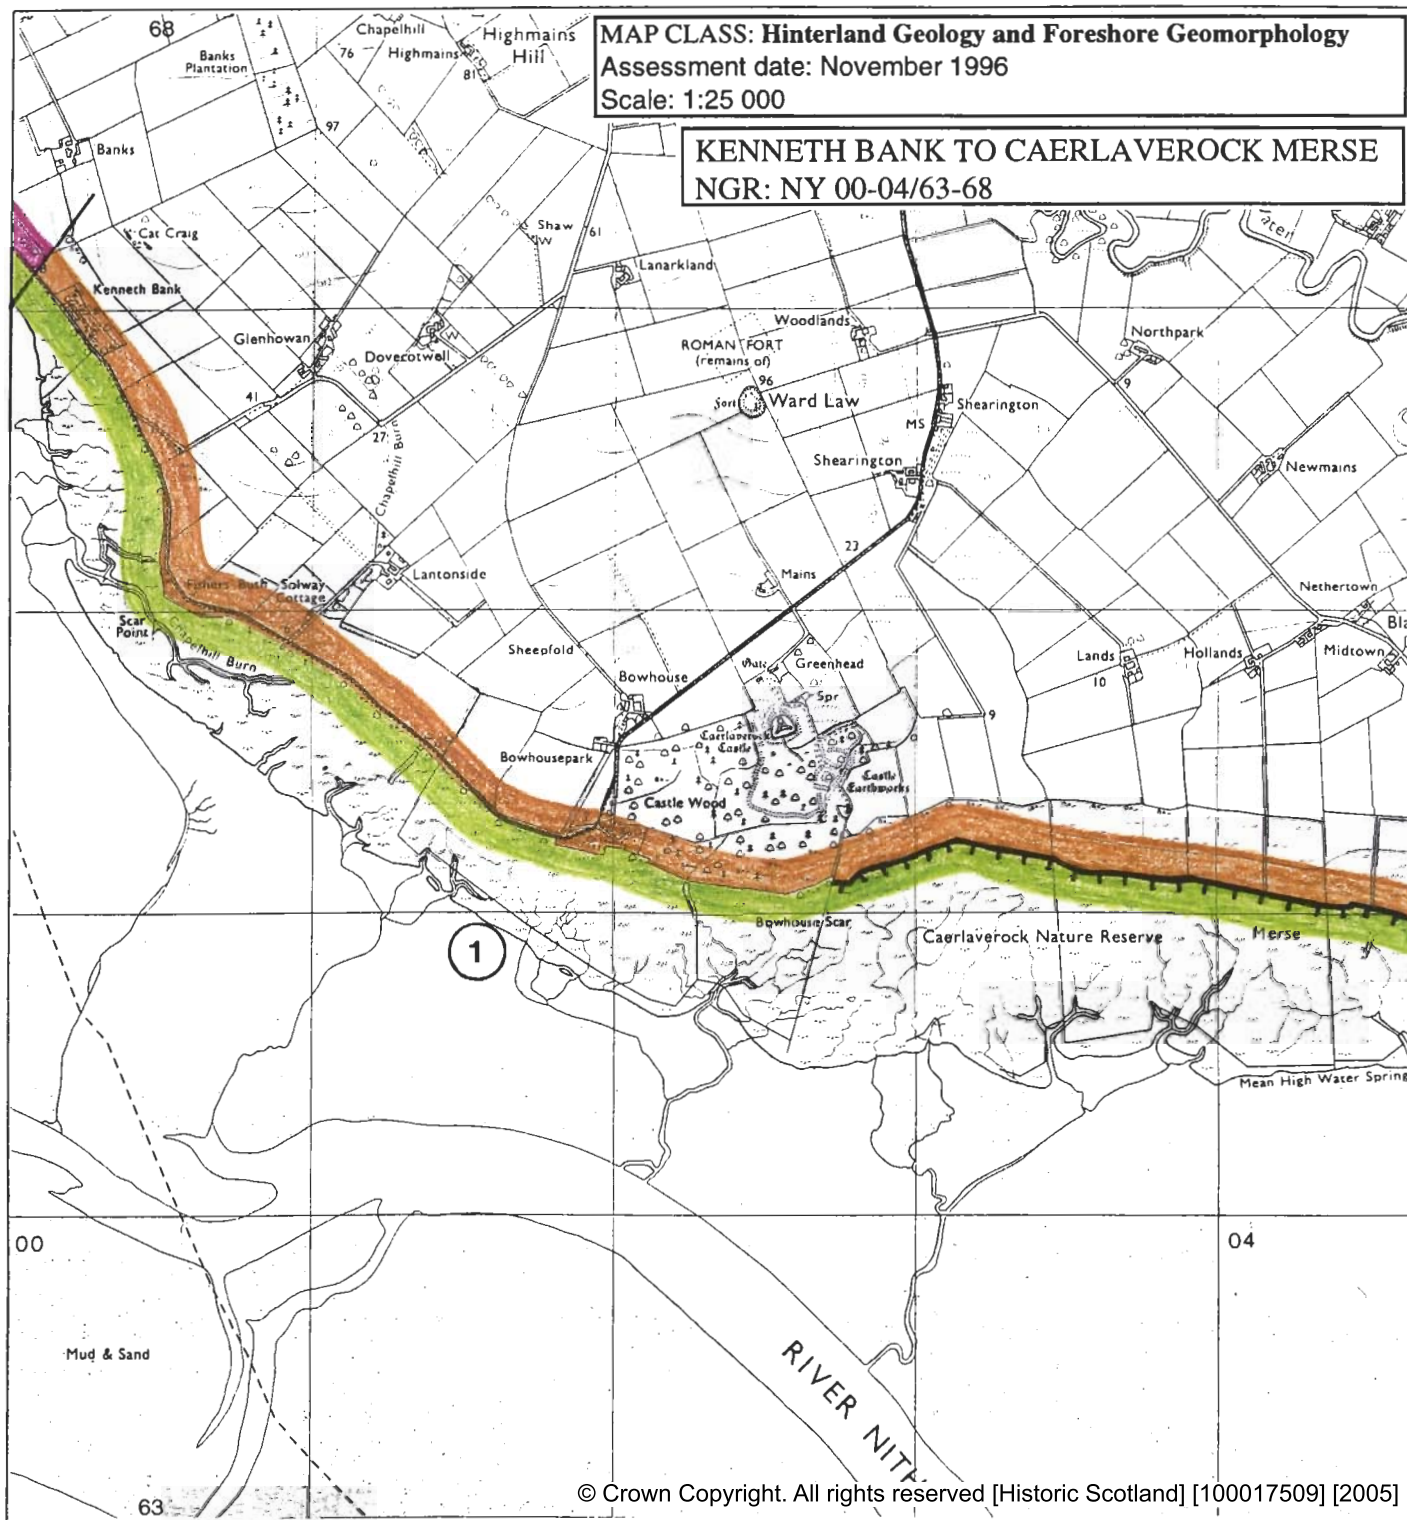 68
Chapelhill
Highmains
Hill
Banks
Plantation
76
Highmains
81
97
Banks
MAP CLASS: Hinterland Geology and Foreshore Geomorphology
Assessment date: November 1996
Scale: 1:25 000
KENNETH BANK TO CAERLAVEROCK MERSE
NGR: NY 00-04/63-68
Cat Craig
Shaw
W
61
Lanarkland
Kenneth Bank
Glenhowan
W
Dovecotwell
Woodlands
ROMAN FORT
(remains of)
96
Fort
Ward Law
Northpark
9
41
27
Chapelhill Burn
MS
Shearington
Shearington
Newmains
23
Lantonside
Mains
Fishers Bush
Solway
Cottage
Nethertown
Scar
Point
Chapelhill Burn
Sheepfold
Bowhouse
Gate
Greenhead
Spr
Lands
10
Hollands
Midtown
9
Bowhousepark
Caerlaverock
Castle
Castle
Earthworks
Castle Wood
Bowhouse Scar
Caerlaverock Nature Reserve
Merse
1
Mean High Water Spring
00
04
Mud & Sand
RIVER NITH
63
© Crown Copyright. All rights reserved [Historic Scotland] [100017509] [2005]